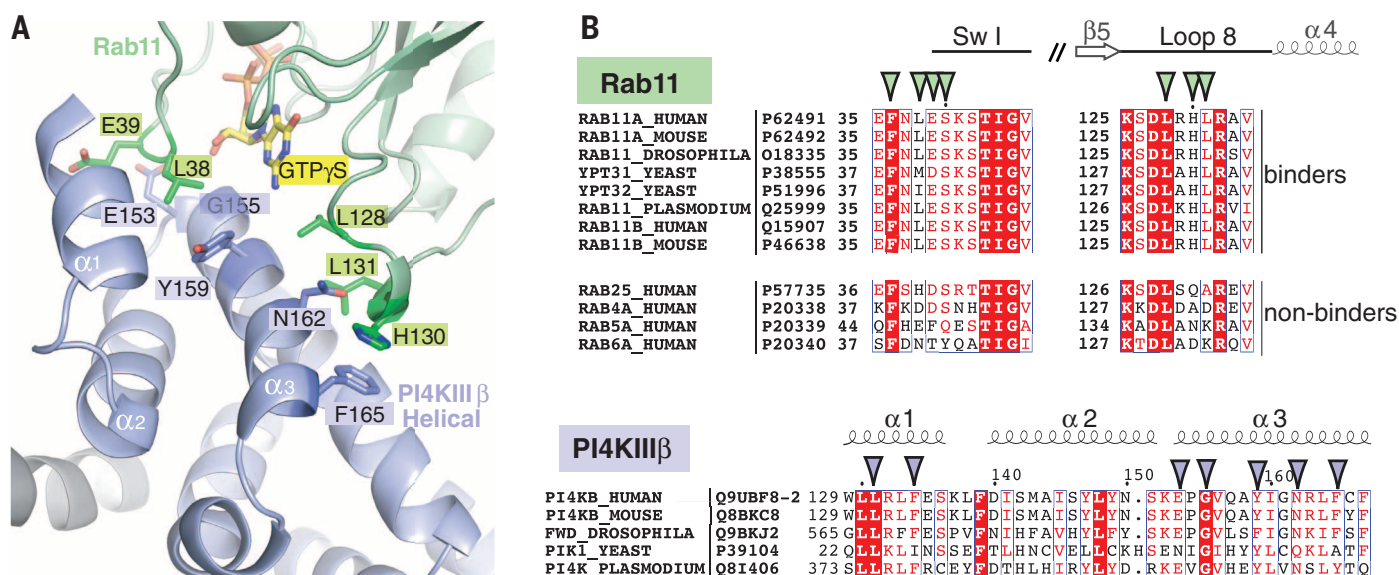 A
Rab11
E39
L38
GTPγS
E153
G155
L128
α1
L131
Y159
N162
H130
α3
PI4KIII β
Helical
F165
α2
B
Sw I // β5 Loop 8 α4
Rab11
RAB11A_HUMAN P62491 35 EFNLESKSTIGV 125 KSDLRHLRAV
RAB11A_MOUSE P62492 35 EFNLESKSTIGV 125 KSDLRHLRAV
RAB11_DROSOPHILA O18335 35 EFNLESKSTIGV 125 KSDLRHLRSV
YPT31_YEAST P38555 37 EFNMDSKSTIGV 127 KSDLAHLRAV
YPT32_YEAST P51996 37 EFNIESKSTIGV 127 KSDLAHLRAV
RAB11_PLASMODIUM Q25999 35 EFNLESKSTIGV 126 KSDLKHLRVI
RAB11B_HUMAN Q15907 35 EFNLESKSTIGV 125 KSDLRHLRAV
RAB11B_MOUSE P46638 35 EFNLESKSTIGV 125 KSDLRHLRAV
binders
RAB25_HUMAN P57735 36 EFSHDSRTTIGV 126 KSDLSQAREV
RAB4A_HUMAN P20338 37 KFKDDSNHTIGV 127 KKDLDADREV
RAB5A_HUMAN P20339 44 QFHEFQESTIGA 134 KADLANKRAV
RAB6A_HUMAN P20340 37 SFDNTYQATIGI 127 KTDLADKRQV
non-binders
PI4KIIIβ
α1 α2 α3
140 150 160
PI4KB_HUMAN Q9UBF8-2 129 WLLRLFESKLFDISMAISYLYN.SKEPGVQAYIGNRLFCF
PI4KB_MOUSE Q8BKC8 129 WLLRLFESKLFDISMAISYLYN.SKEPGVQAYIGNRLFYF
FWD_DROSOPHILA Q9BKJ2 565 GLLRLFESPVFNIHFAVHYLFY.SKEPGVLSFIGNKIFSF
PIK1_YEAST P39104 22 QLLKLINSSEFTLHNCVELLCKHSENIGIHYYLCQKLATF
PI4K_PLASMODIUM Q8I406 373 SLLYLFRCEYFDTHLHIRYLYD.RKEVGVHEYLVNSLYTQ